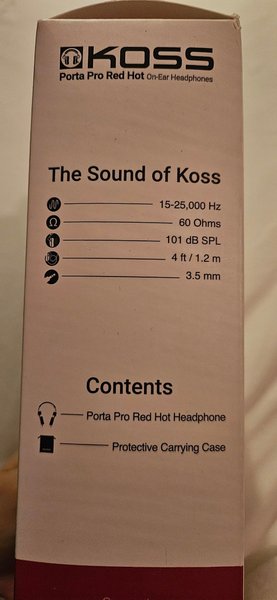 KOSS
Porta Pro Red Hot On-Ear Headphones
The Sound of Koss
15-25,000 Hz
60 Ohms
101 dB SPL
4 ft / 1.2 m
3.5 mm
Contents
Porta Pro Red Hot Headphone
Protective Carrying Case